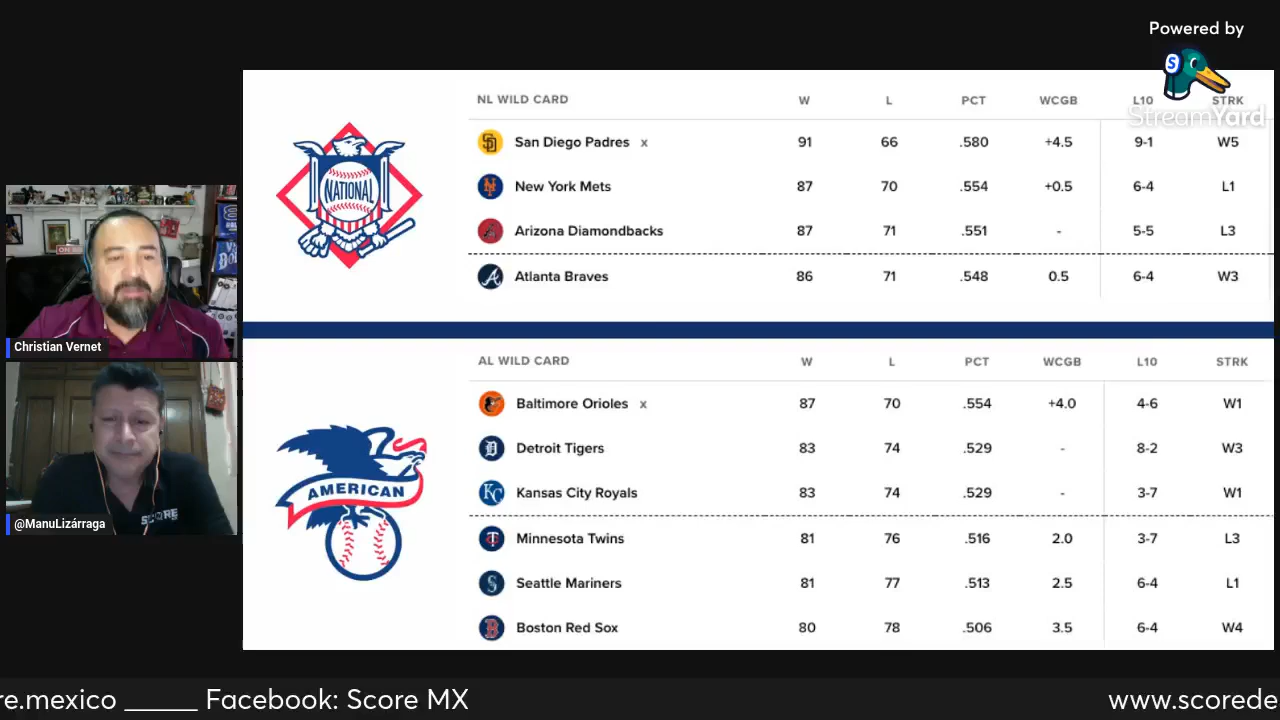 Powered by
S
StreamYard
NL WILD CARD W L PCT WCGB L10 STRK
San Diego Padres x 91 66 .580 +4.5 9-1 W5
New York Mets 87 70 .554 +0.5 6-4 L1
Arizona Diamondbacks 87 71 .551 - 5-5 L3
Atlanta Braves 86 71 .548 0.5 6-4 W3
NATIONAL
AL WILD CARD W L PCT WCGB L10 STRK
Baltimore Orioles x 87 70 .554 +4.0 4-6 W1
Detroit Tigers 83 74 .529 - 8-2 W3
Kansas City Royals 83 74 .529 - 3-7 W1
Minnesota Twins 81 76 .516 2.0 3-7 L3
Seattle Mariners 81 77 .513 2.5 6-4 L1
Boston Red Sox 80 78 .506 3.5 6-4 W4
AMERICAN
Christian Vernet
SCORE
@ManuLizárraga
re.mexico _____ Facebook: Score MX
www.scorede